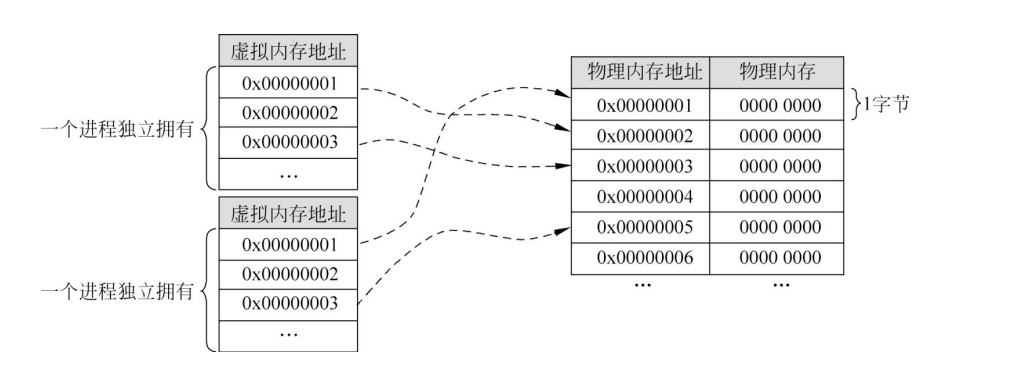 虚拟内存地址
0x00000001
0x00000002
0x00000003
…
一个进程独立拥有
虚拟内存地址
0x00000001
0x00000002
0x00000003
…
一个进程独立拥有
物理内存地址 物理内存
0x00000001 0000 0000
0x00000002 0000 0000
0x00000003 0000 0000
0x00000004 0000 0000
0x00000005 0000 0000
0x00000006 0000 0000
… …
1字节